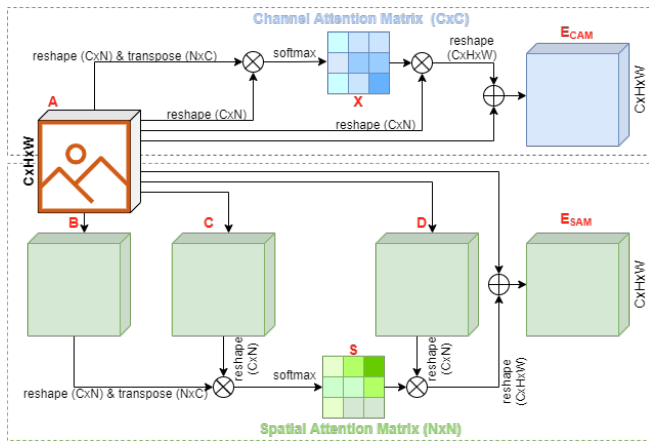 Channel Attention Matrix (CxC)
reshape (CxN) & transpose (NxC)
softmax
reshape
(CxHxW)
E_CAM
A
X
reshape (CxN)
reshape (CxN)
CxHxW
CxHxW
B
C
D
E_SAM
CxHxW
reshape
(CxN)
reshape
(CxN)
S
softmax
reshape (CxN) & transpose (NxC)
reshape
(CxHxW)
Spatial Attention Matrix (NxN)